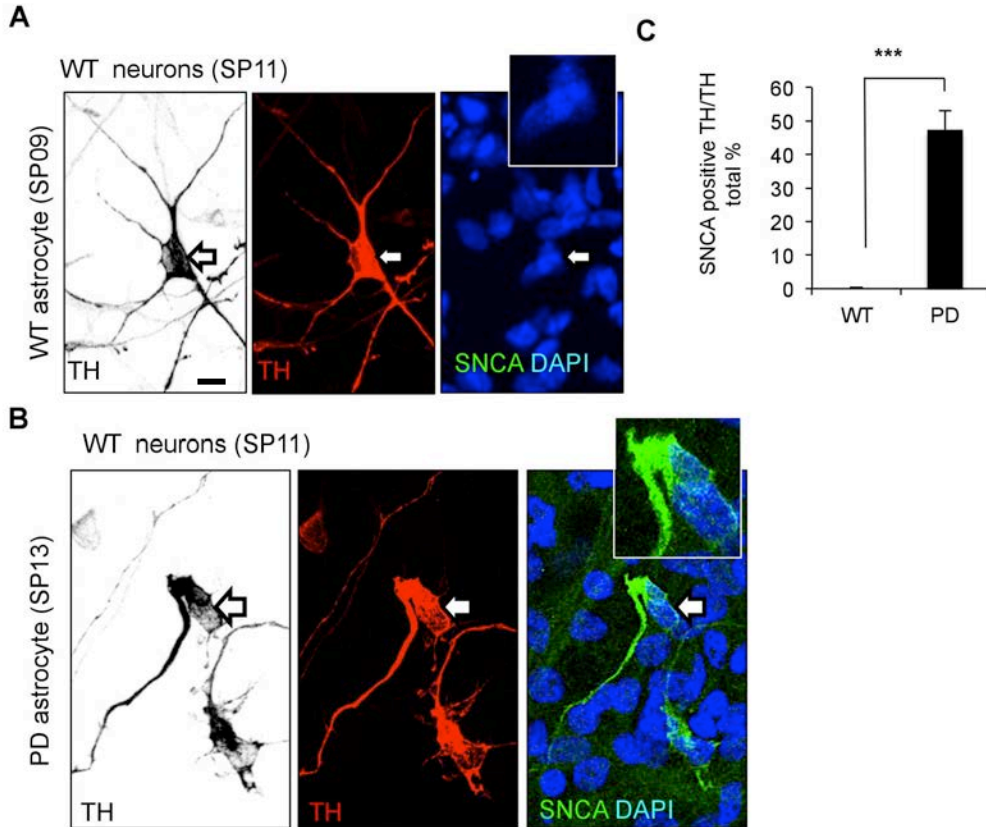 A
WT neurons (SP11)
WT astrocyte (SP09)
TH
TH
SNCA DAPI
B
WT neurons (SP11)
PD astrocyte (SP13)
TH
TH
SNCA DAPI
C
***
SNCA positive TH/TH
total %
60
50
40
30
20
10
0
WT
PD